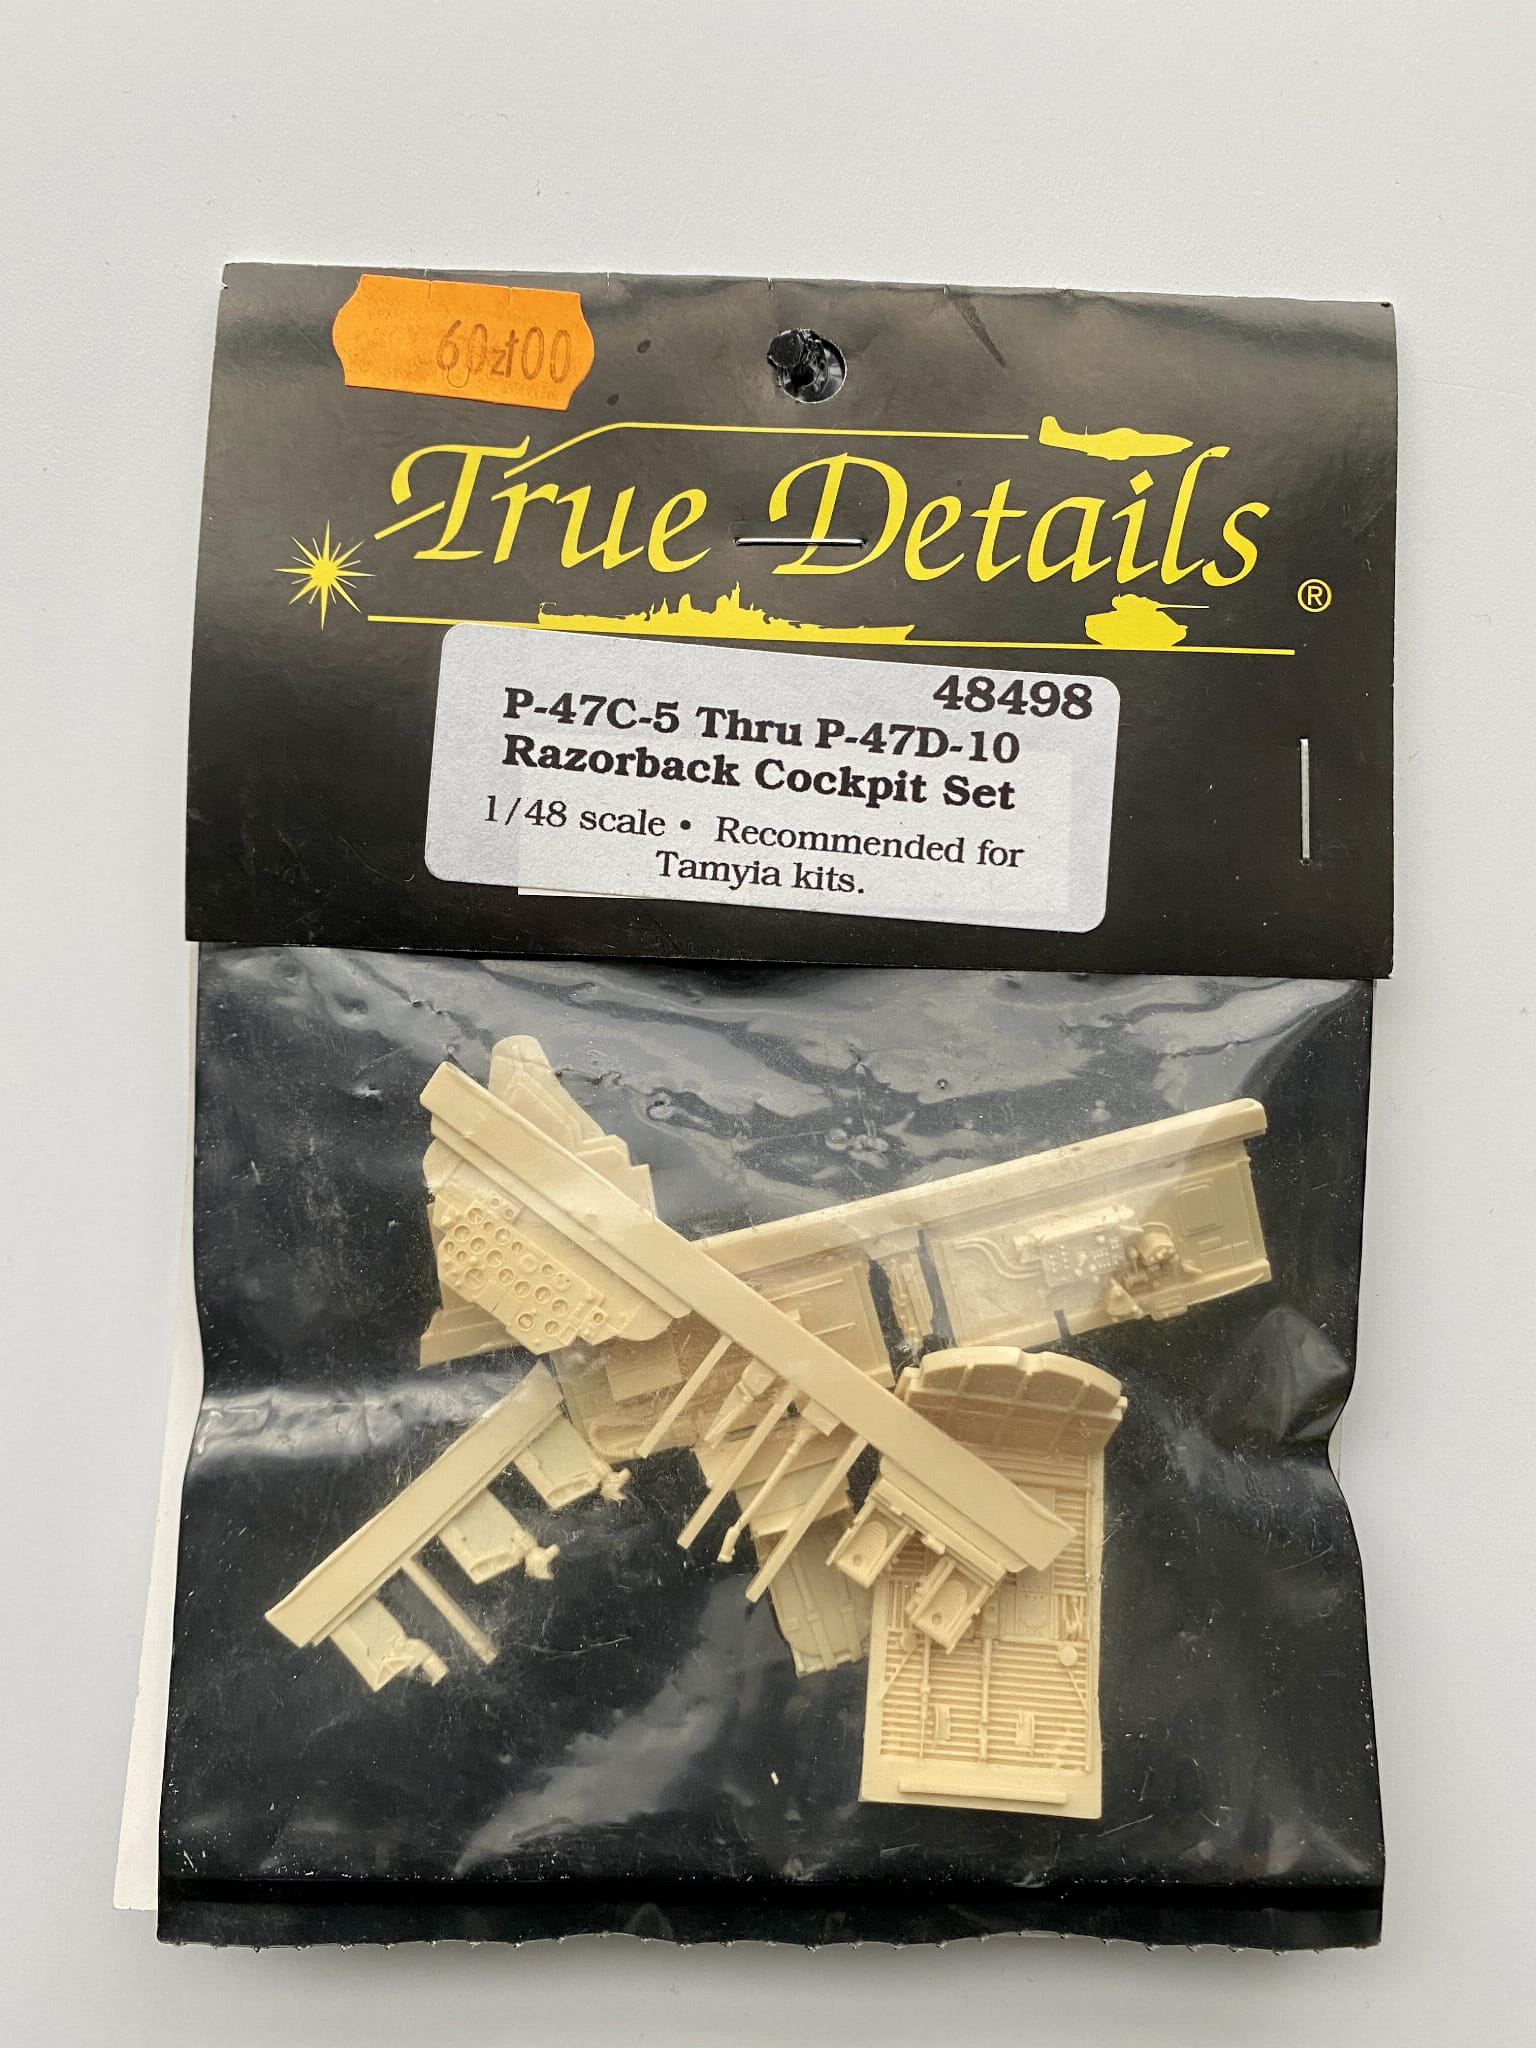 60zł00
True Details ®
48498
P-47C-5 Thru P-47D-10
Razorback Cockpit Set
1/48 scale • Recommended for
Tamyia kits.